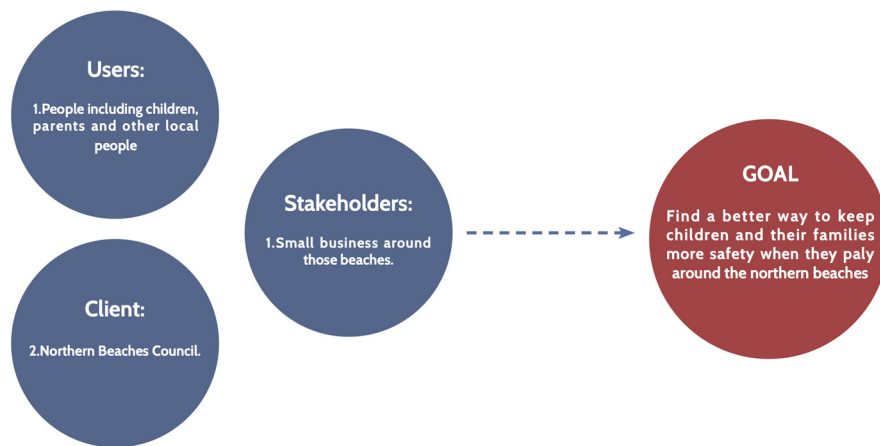 Users:
1.People including children,
parents and other local
people
Client:
2.Northern Beaches Council.
Stakeholders:
1.Small business around
those beaches.
GOAL
Find a better way to keep
children and their families
more safety when they paly
around the northern beaches